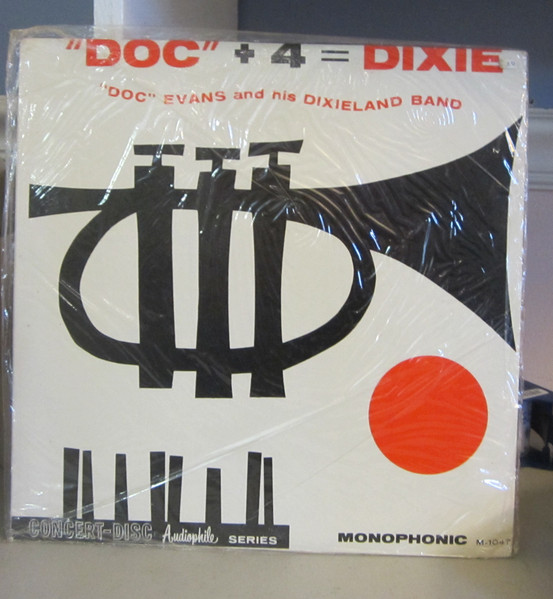 "DOC" + 4 = DIXIE
"DOC" EVANS and his DIXIELAND BAND
CONCERT-DISC Audiophile SERIES
MONOPHONIC